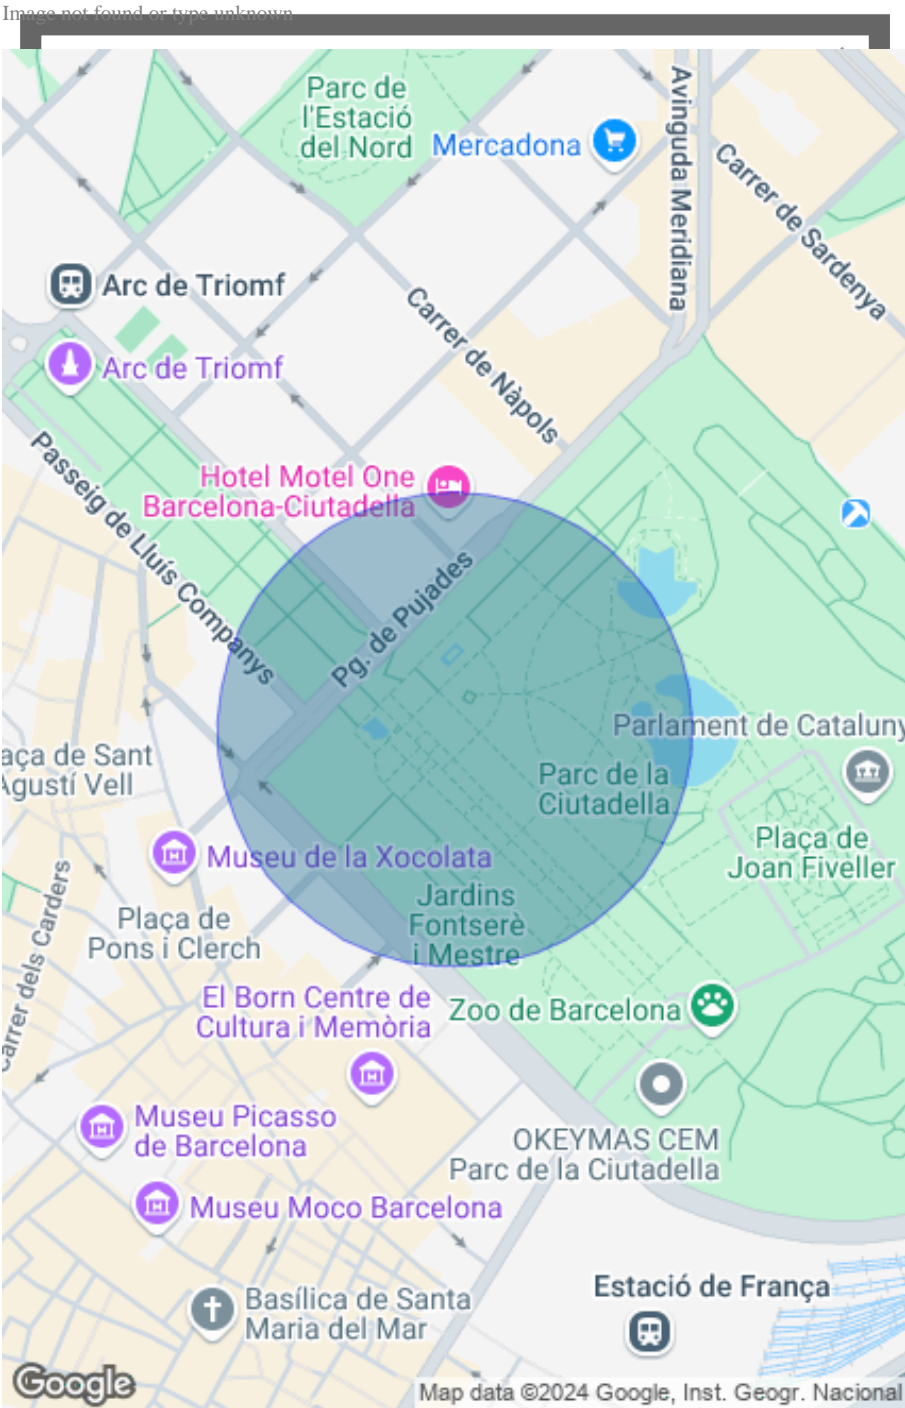 Image not found or type unknown
Parc de
l'Estació
del Nord
Mercadona
Avinguda Meridiana
Carrer de Sardenya
Arc de Triomf
Carrer de Nàpols
Arc de Triomf
Passeig de Lluís Companys
Hotel Motel One
Barcelona-Ciutadella
Pg. de Pujades
Parlament de Cataluny
aça de Sant
Agustí Vell
Parc de la
Ciutadella
Plaça de
Joan Fiveller
Museu de la Xocolata
Jardins
Fontserè
i Mestre
Plaça de
Pons i Clerch
Carrer dels Carders
El Born Centre de
Cultura i Memòria
Zoo de Barcelona
Museu Picasso
de Barcelona
OKEYMAS CEM
Parc de la Ciutadella
Museu Moco Barcelona
Estació de França
Basílica de Santa
Maria del Mar
Google
Map data ©2024 Google, Inst. Geogr. Nacional